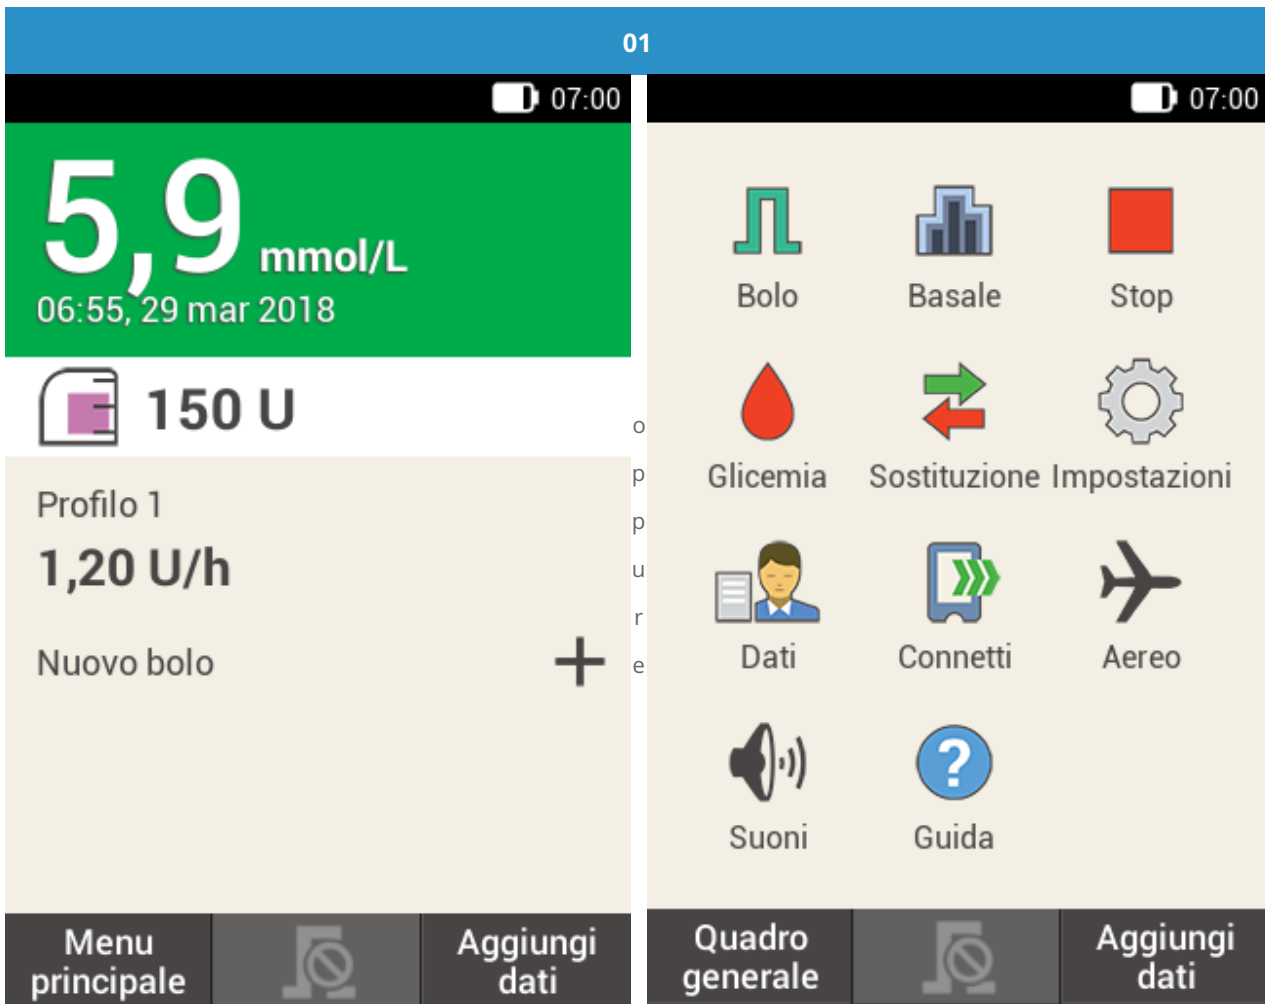 01
07:00
5,9 mmol/L
06:55, 29 mar 2018
150 U
Profilo 1
1,20 U/h
Nuovo bolo
Menu principale
Aggiungi dati
oppure
07:00
Bolo
Basale
Stop
Glicemia
Sostituzione
Impostazioni
Dati
Connetti
Aereo
Suoni
?
Guida
Quadro generale
Aggiungi dati